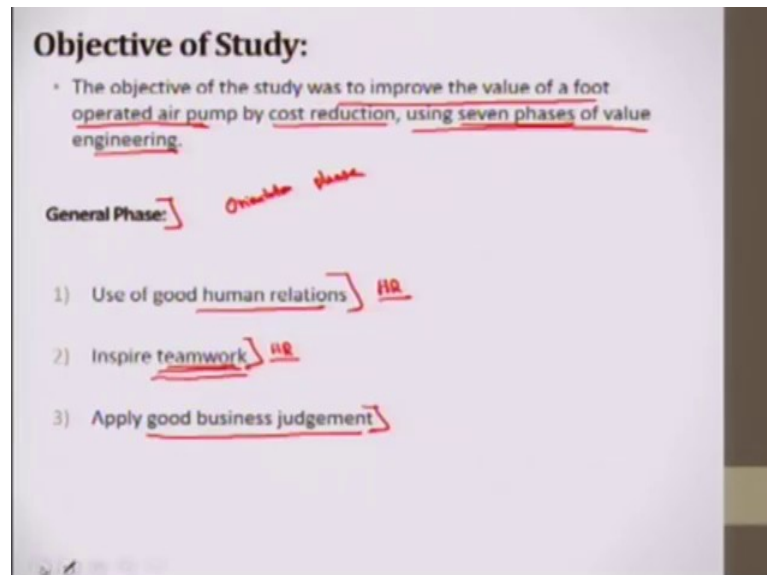 Objective of Study:
• The objective of the study was to improve the value of a foot
operated air pump by cost reduction, using seven phases of value
engineering.
Orientation phase
General Phase:
1) Use of good human relations HR
2) Inspire teamwork HR
3) Apply good business judgement